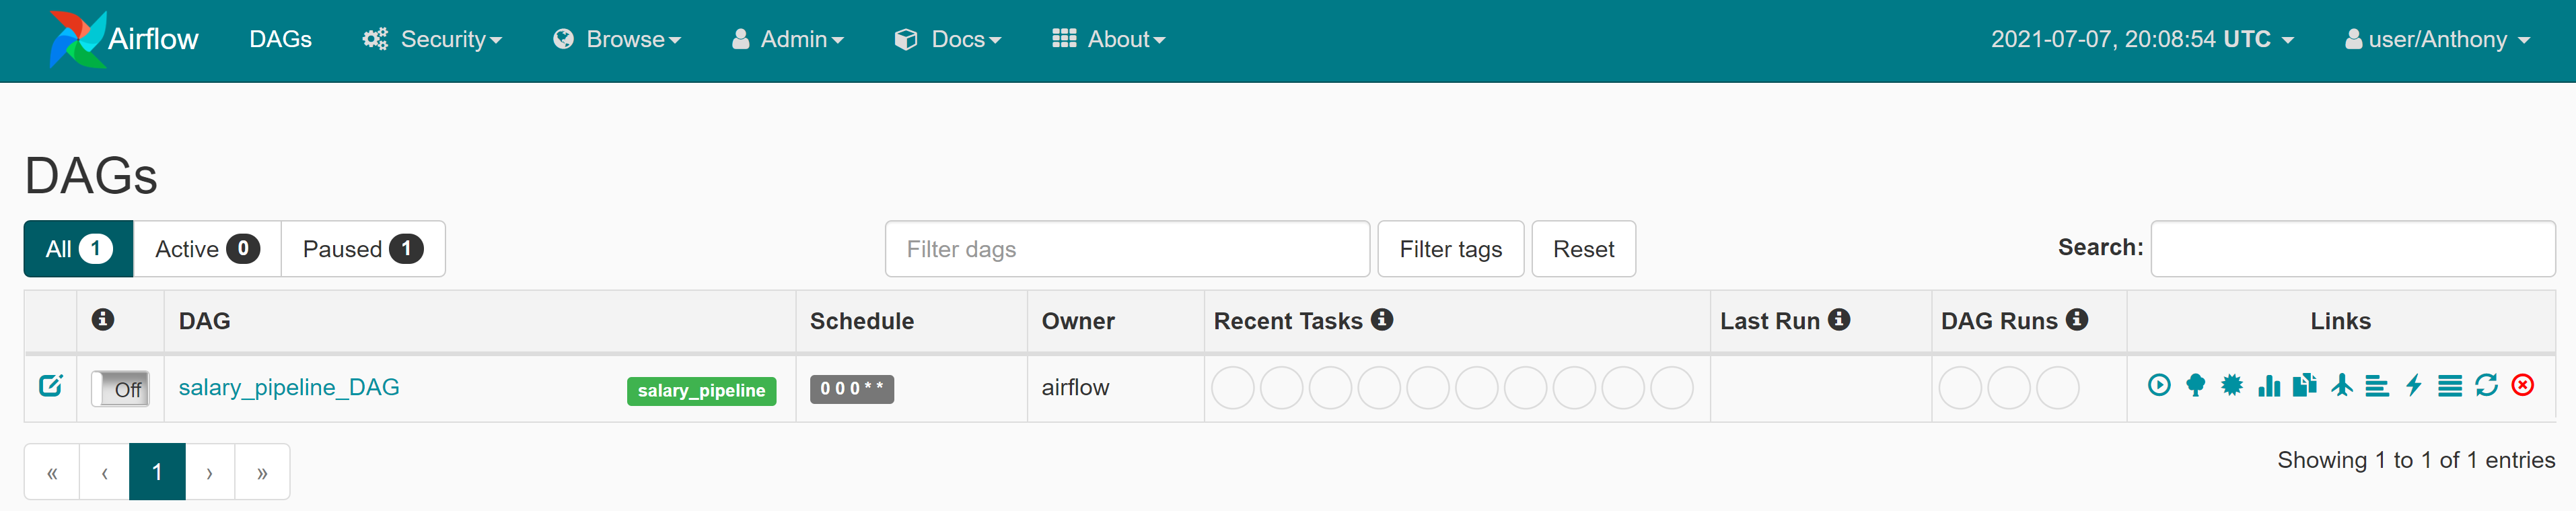 Airflow DAGs Security Browse Admin Docs About 2021-07-07, 20:08:54 UTC user/Anthony
DAGs
All 1 Active 0 Paused 1 Filter dags Filter tags Reset Search:
DAG Schedule Owner Recent Tasks Last Run DAG Runs Links
Off salary_pipeline_DAG salary_pipeline 0 0 0 * * airflow
« ‹ 1 › » Showing 1 to 1 of 1 entries